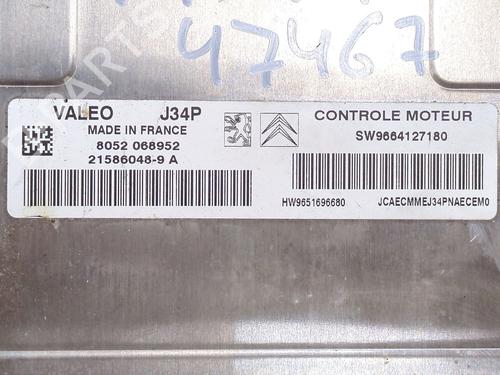 47467
VALEO J34P
MADE IN FRANCE
8052 068952
21586048-9 A
CONTROLE MOTEUR
SW9664127180
HW9651696680 JCAECMMEJ34PNAECEM0